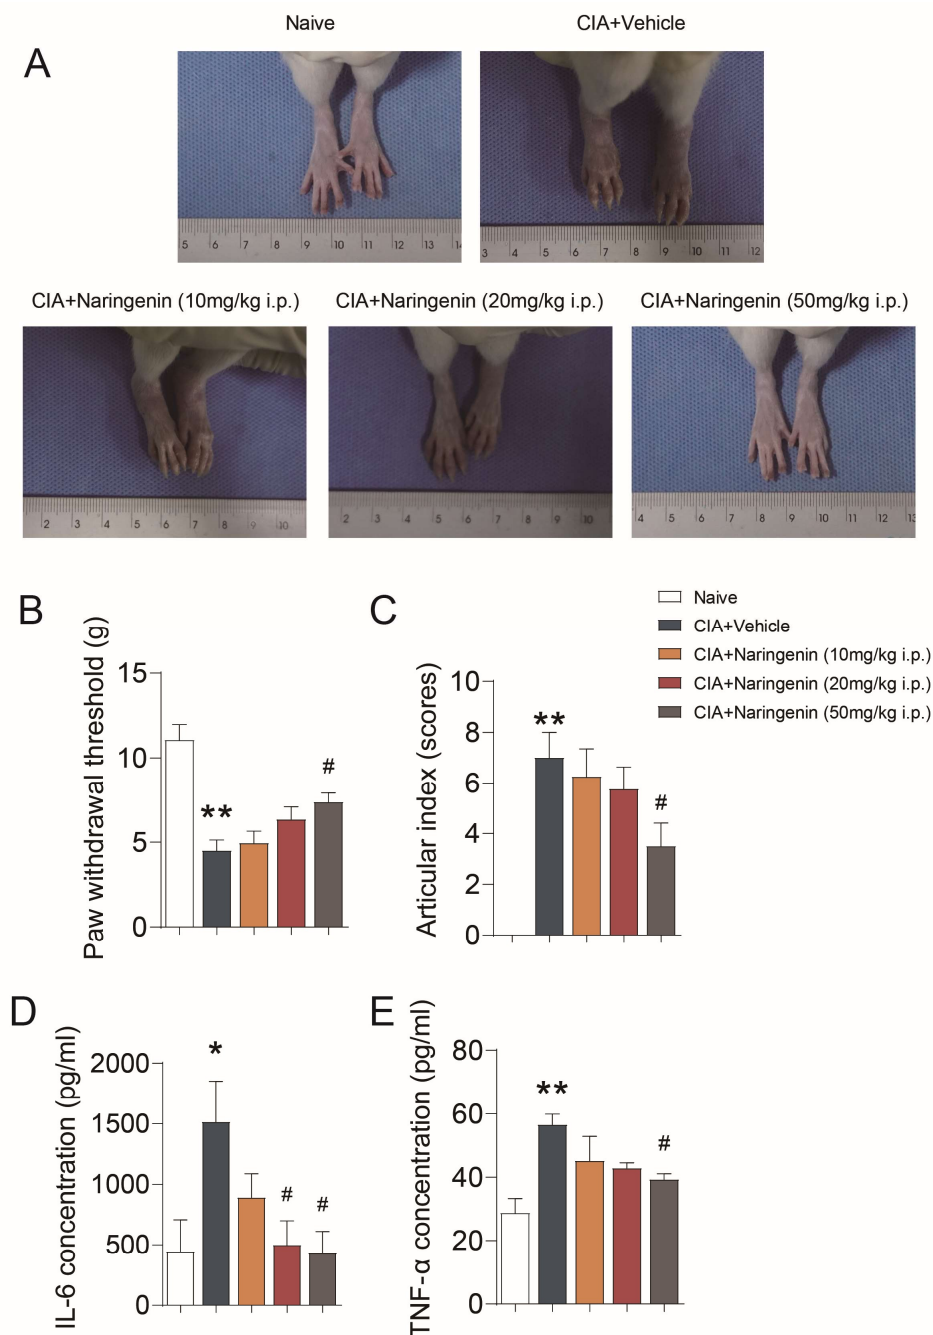 Naive
CIA+Vehicle
A
5 6 7 8 9 10 11 12 13
3 4 5 6 7 8 9 10 11 12
CIA+Naringenin (10mg/kg i.p.)
CIA+Naringenin (20mg/kg i.p.)
CIA+Naringenin (50mg/kg i.p.)
2 3 4 5 6 7 8 9 10
2 3 4 5 6 7 8 9 10
4 5 6 7 8 9 10 11 12
B
Paw withdrawal threshold (g)
15
10
5
0
**
#
C
Articular index (scores)
10
8
6
4
2
0
**
#
Naive
CIA+Vehicle
CIA+Naringenin (10mg/kg i.p.)
CIA+Naringenin (20mg/kg i.p.)
CIA+Naringenin (50mg/kg i.p.)
D
IL-6 concentration (pg/ml)
2000
1500
1000
500
0
*
#
#
E
TNF-α concentration (pg/ml)
80
60
40
20
0
**
#